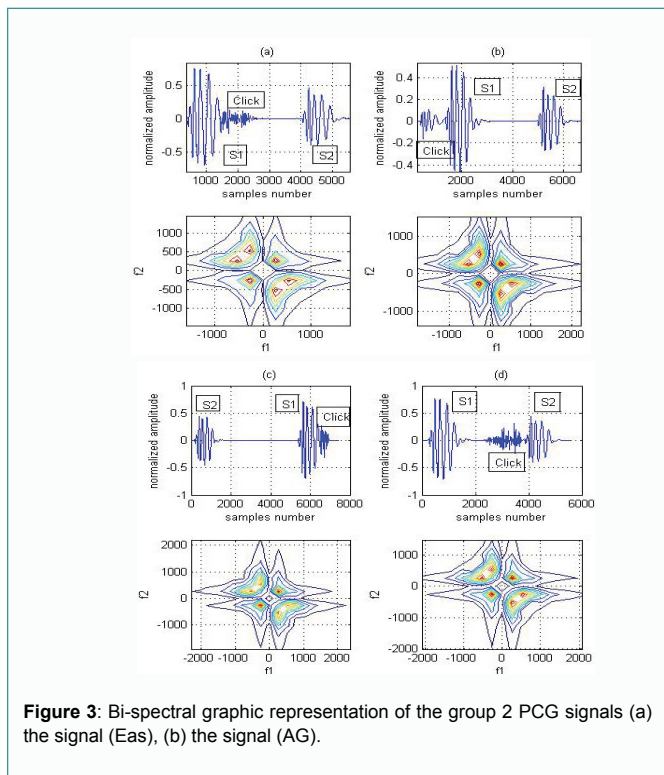 (a)
(b)
normalized amplitude
0.5
0
-0.5
Click
S1
S2
1000 2000 3000 4000 5000
samples number
normalized amplitude
0.4
0.2
0
-0.2
-0.4
S1
S2
Click
2000 4000 6000
samples number
f2
1000
500
0
-500
-1000
-1000 0 1000
f1
f2
1000
0
-1000
-1000 0 1000 2000
f1
(c)
(d)
normalized amplitude
1
0.5
0
-0.5
-1
S2
S1
Click
0 2000 4000 6000 8000
samples number
normalized amplitude
1
0.5
0
-0.5
-1
S1
S2
Click
0 2000 4000 6000
samples number
f2
2000
1000
0
-1000
-2000 -1000 0 1000 2000
f1
f2
1000
0
-1000
-2000
-2000 -1000 0 1000 2000
f1
Figure 3: Bi-spectral graphic representation of the group 2 PCG signals (a)
the signal (Eas), (b) the signal (AG).